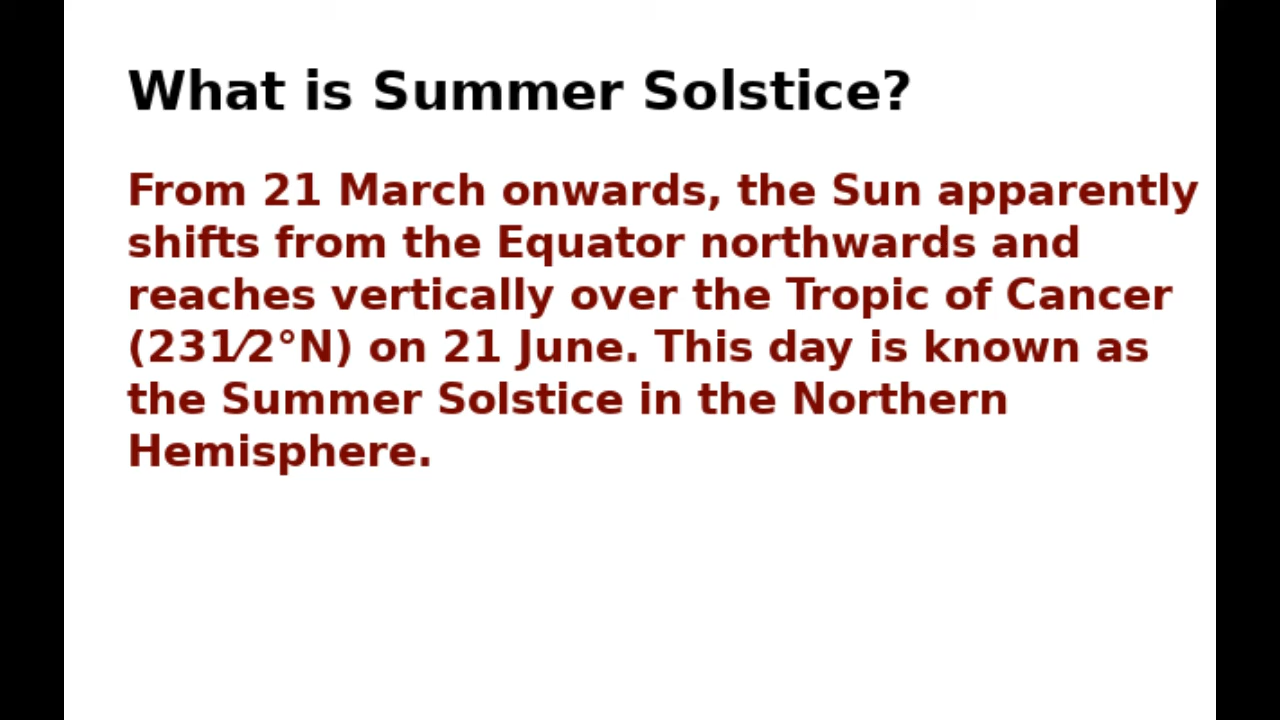 What is Summer Solstice?
From 21 March onwards, the Sun apparently
shifts from the Equator northwards and
reaches vertically over the Tropic of Cancer
(231⁄2°N) on 21 June. This day is known as
the Summer Solstice in the Northern
Hemisphere.